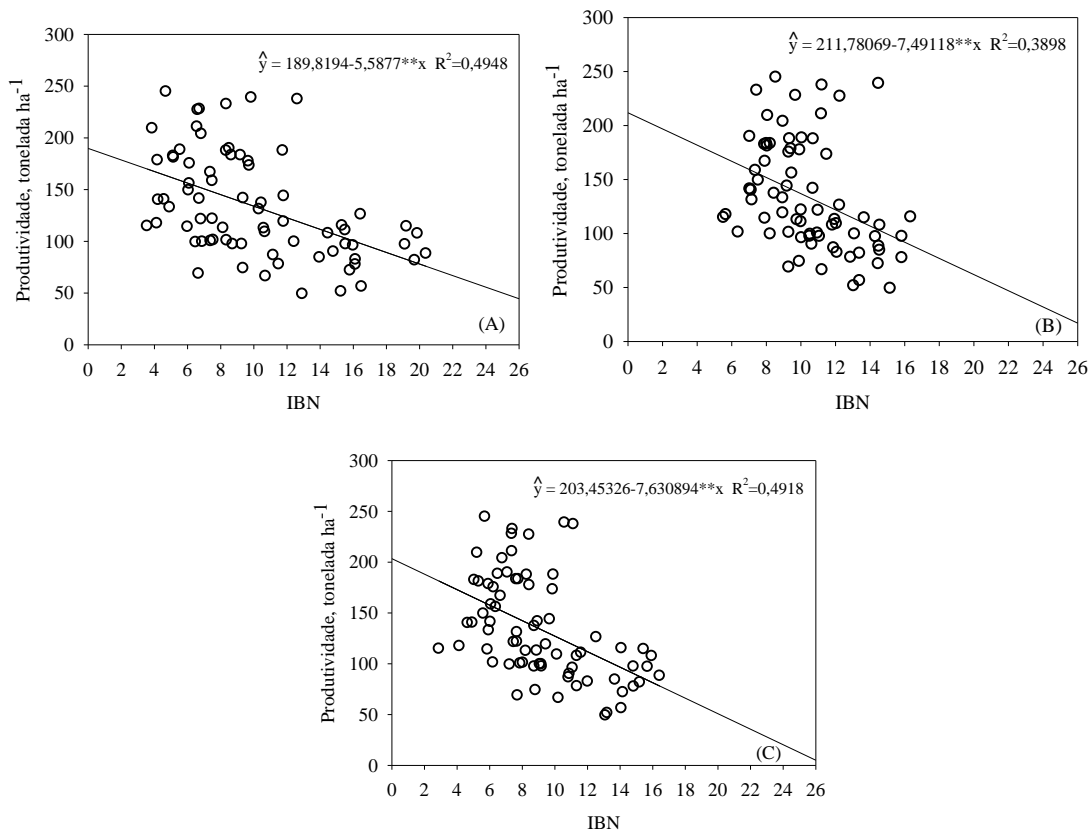 ŷ = 189,8194-5,5877**x R²=0,4948
Produtividade, tonelada ha⁻¹
300
250
200
150
100
50
0
(A)
0 2 4 6 8 10 12 14 16 18 20 22 24 26
IBN
ŷ = 211,78069-7,49118**x R²=0,3898
Produtividade, tonelada ha⁻¹
300
250
200
150
100
50
0
(B)
0 2 4 6 8 10 12 14 16 18 20 22 24 26
IBN
ŷ = 203,45326-7,630894**x R²=0,4918
Produtividade, tonelada ha⁻¹
300
250
200
150
100
50
0
(C)
0 2 4 6 8 10 12 14 16 18 20 22 24 26
IBN